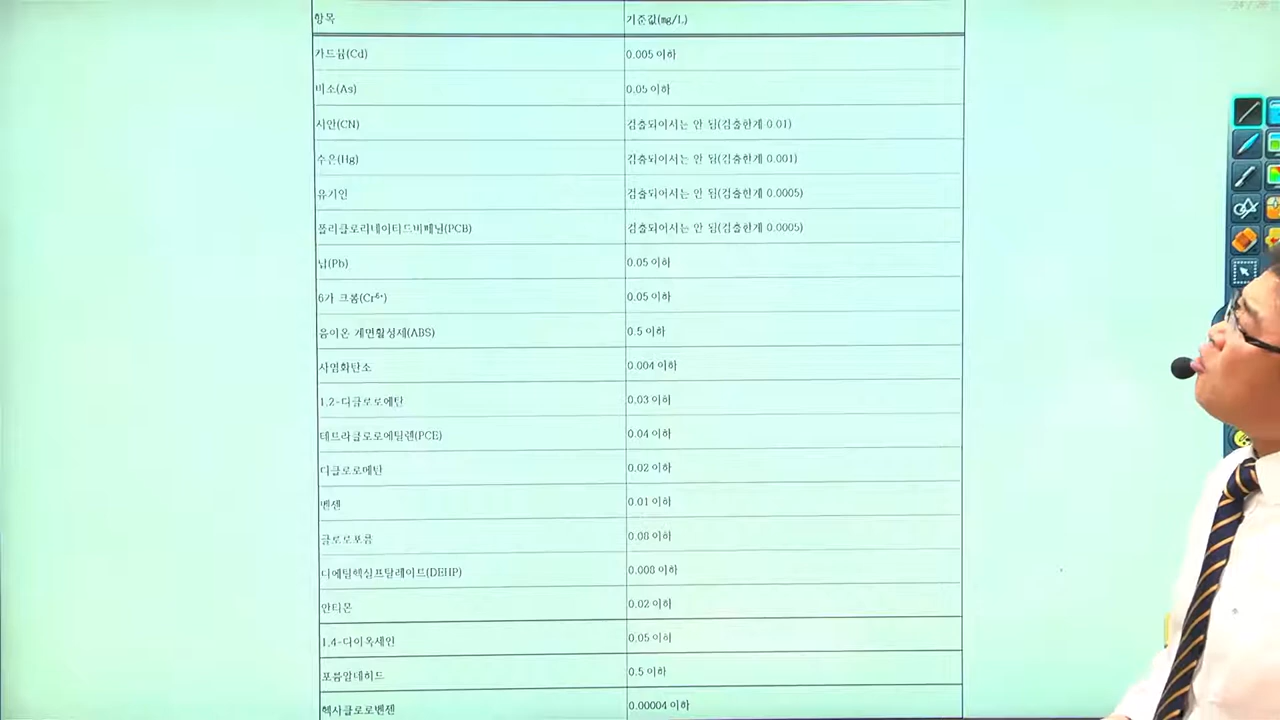 항목 기준값(mg/L)
카드뮴(Cd) 0.005 이하
비소(As) 0.05 이하
시안(CN) 검출되어서는 안 됨(검출한계 0.01)
수은(Hg) 검출되어서는 안 됨(검출한계 0.001)
유기인 검출되어서는 안 됨(검출한계 0.0005)
폴리클로리네이티드비페닐(PCB) 검출되어서는 안 됨(검출한계 0.0005)
납(Pb) 0.05 이하
6가 크롬(Cr⁶⁺) 0.05 이하
음이온 계면활성제(ABS) 0.5 이하
사염화탄소 0.004 이하
1,2-디클로로에탄 0.03 이하
테트라클로로에틸렌(PCE) 0.04 이하
디클로로메탄 0.02 이하
벤젠 0.01 이하
클로로포름 0.08 이하
디에틸헥실프탈레이트(DEHP) 0.008 이하
안티몬 0.02 이하
1,4-다이옥세인 0.05 이하
포름알데히드 0.5 이하
헥사클로로벤젠 0.00004 이하